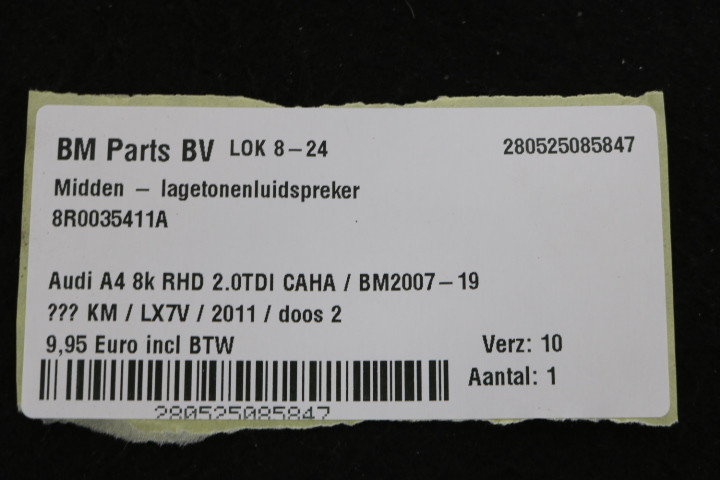 BM Parts BV LOK 8-24 280525085847
Midden - lagetonenluidspreker
8R0035411A
Audi A4 8k RHD 2.0TDI CAHA / BM2007-19
??? KM / LX7V / 2011 / doos 2
9,95 Euro incl BTW Verz: 10
Aantal: 1
280525085847